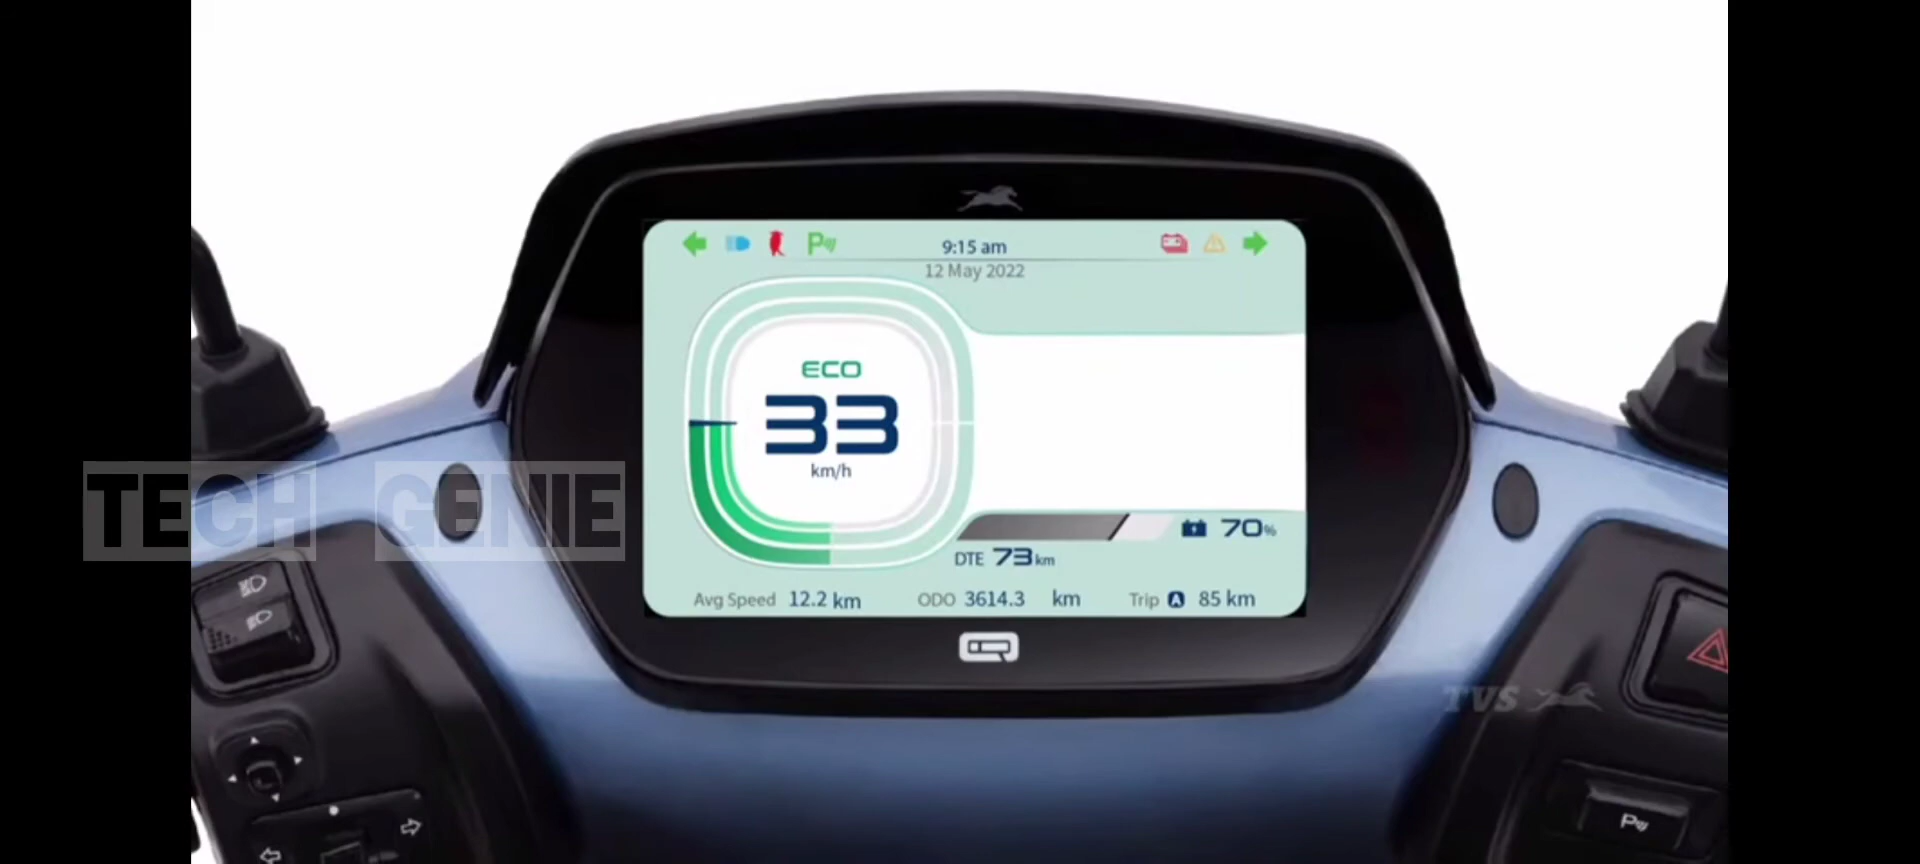 P
9:15 am
12 May 2022
ECO
33
km/h
70%
DTE 73 km
Avg Speed 12.2 km ODO 3614.3 km Trip A 85 km
TECH GENIE
TVS
P